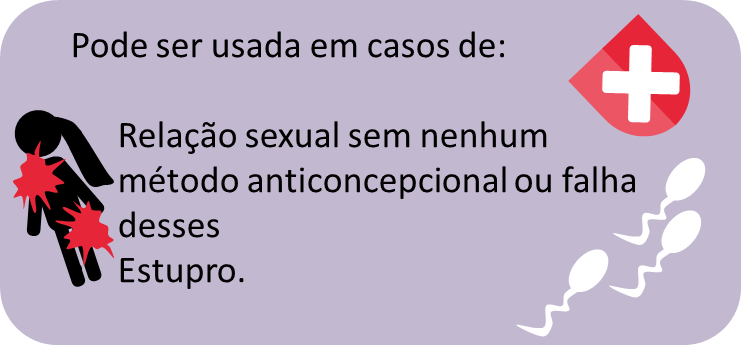 Pode ser usada em casos de:
Relação sexual sem nenhum
método anticoncepcional ou falha
desses
Estupro.